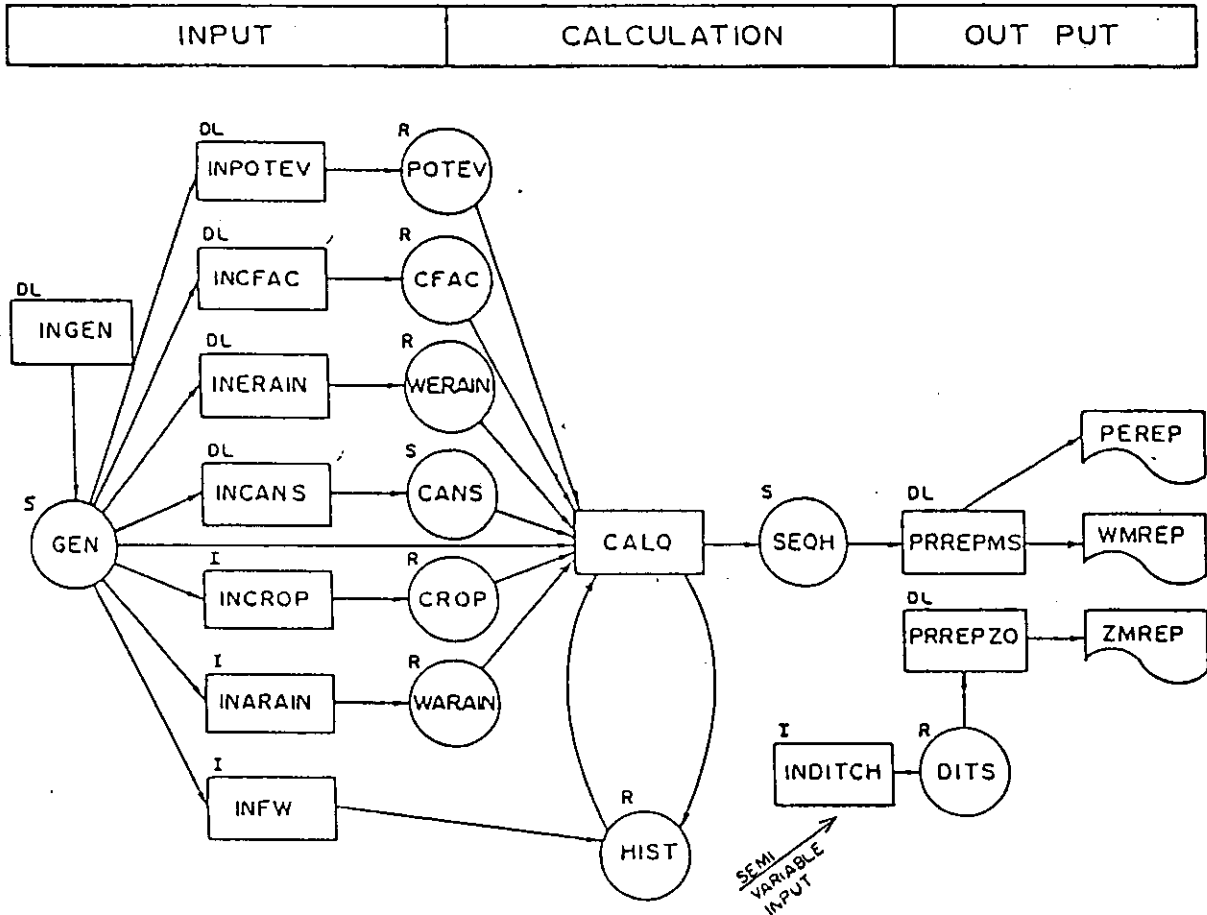 INPUT CALCULATION OUT PUT
DL R
INPOTEV POTEV
DL R
INCFAC CFAC
DL
INGEN
DL R
INERAIN WERAIN
DL S
INCANS CANS
S
GEN
I R
INCROP CROP
I R
INARAIN WARAIN
I
INFW
R
HIST
CALQ
S
SEQH
DL
PRREPMS
PEREP
WMREP
DL
PRREPZO ZMREP
I R
INDITCH DITS
SEMI
VARIABLE
INPUT